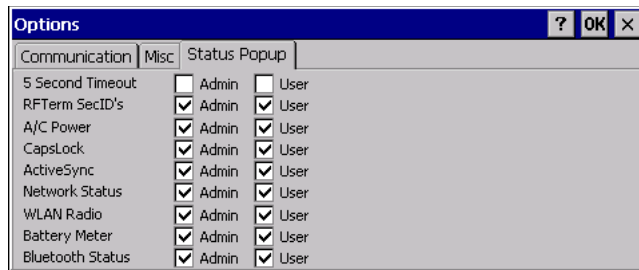 Options ? OK ×
Communication Misc Status Popup
5 Second Timeout Admin User
RFTerm SecID's Admin User
A/C Power Admin User
CapsLock Admin User
ActiveSync Admin User
Network Status Admin User
WLAN Radio Admin User
Battery Meter Admin User
Bluetooth Status Admin User